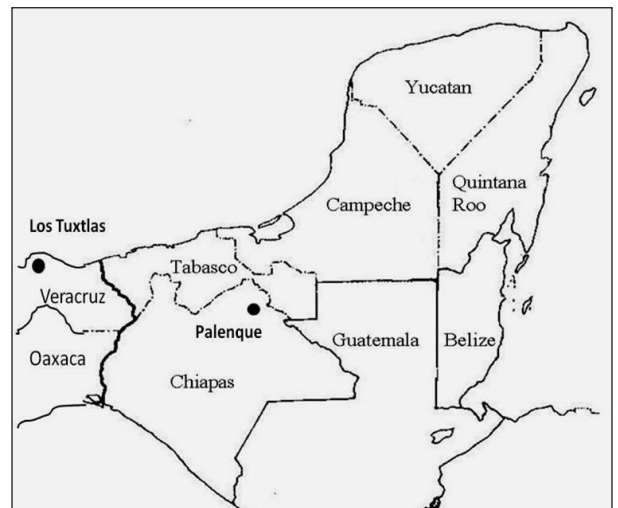 Yucatan
Quintana
Roo
Campeche
Los Tuxtlas
Tabasco
Veracruz
Palenque
Guatemala
Belize
Oaxaca
Chiapas